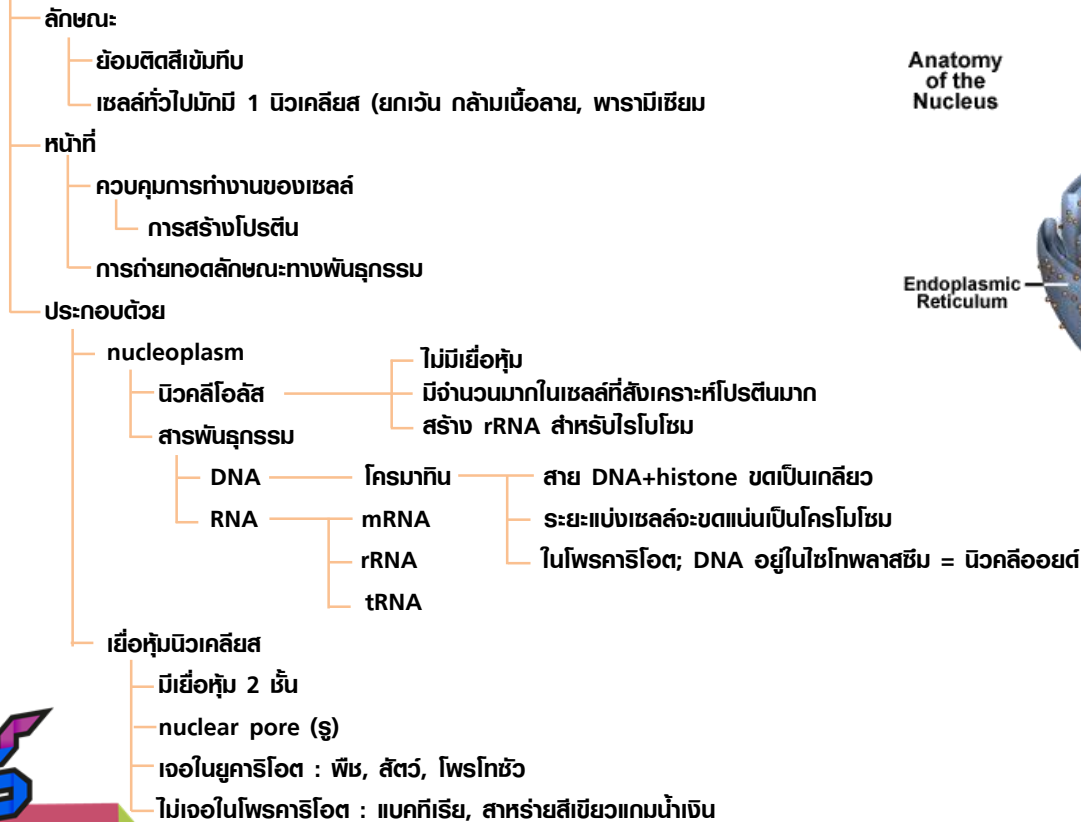 ลักษณะ
ย้อมติดสีเข้มทึบ
เซลล์ทั่วไปมักมี 1 นิวเคลียส (ยกเว้น กล้ามเนื้อลาย, พารามีเซียม
หน้าที่
ควบคุมการทำงานของเซลล์
การสร้างโปรตีน
การถ่ายทอดลักษณะทางพันธุกรรม
ประกอบด้วย
nucleoplasm
นิวคลีโอลัส
ไม่มีเยื่อหุ้ม
มีจำนวนมากในเซลล์ที่สังเคราะห์โปรตีนมาก
สร้าง rRNA สำหรับไรโบโซม
สารพันธุกรรม
DNA
โครมาทิน
สาย DNA+histone ขดเป็นเกลียว
ระยะแบ่งเซลล์จะขดแน่นเป็นโครโมโซม
ในโพรคาริโอต; DNA อยู่ในไซโทพลาสซึม = นิวคลีออยด์
RNA
mRNA
rRNA
tRNA
เยื่อหุ้มนิวเคลียส
มีเยื่อหุ้ม 2 ชั้น
nuclear pore (รู)
เจอในยูคาริโอต : พืช, สัตว์, โพรโทซัว
ไม่เจอในโพรคาริโอต : แบคทีเรีย, สาหร่ายสีเขียวแกมน้ำเงิน
Anatomy
of the
Nucleus
Endoplasmic
Reticulum